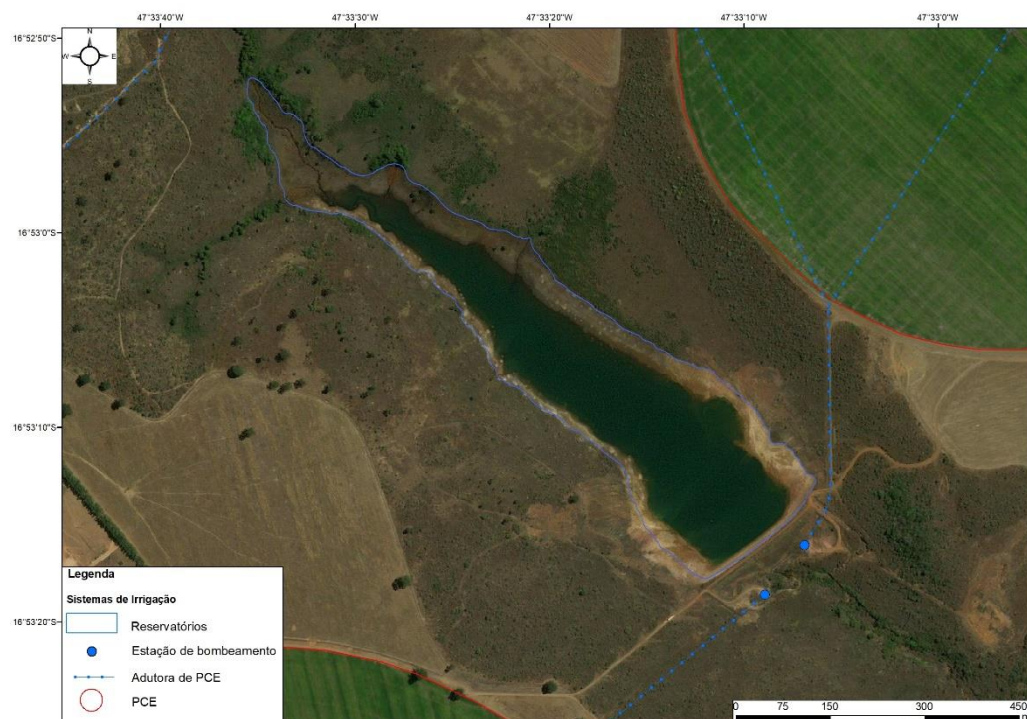 47°33'40"W
47°33'30"W
47°33'20"W
47°33'10"W
47°33'0"W
16°52'50"S
N
W
E
S
16°53'0"S
16°53'10"S
16°53'20"S
Legenda
Sistemas de Irrigação
Reservatórios
Estação de bombeamento
Adutora de PCE
PCE
0 75 150 300 450